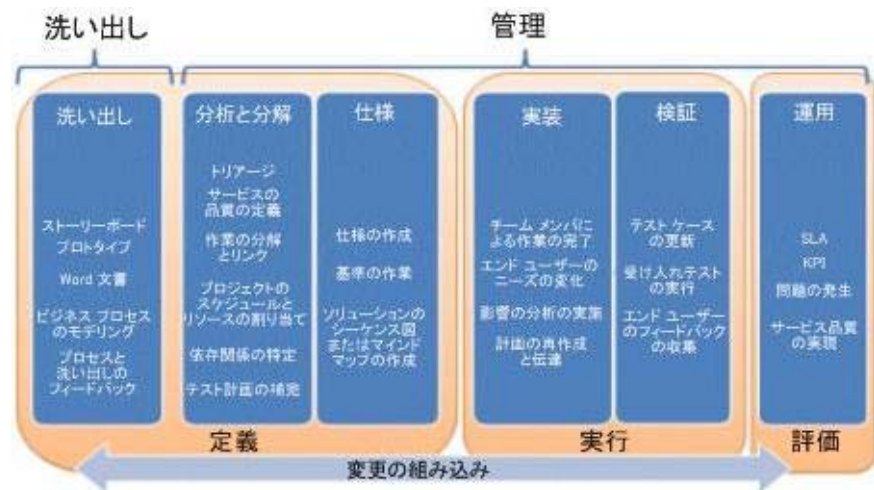 洗い出し
管理
洗い出し
ストーリーボード
プロトタイプ
Word 文書
ビジネス プロセス
のモデリング
プロセスと
洗い出しの
フィードバック
分析と分解
トリアージ
サービスの
品質の定義
作業の分解
とリンク
プロジェクトの
スケジュールと
リソースの割り当て
依存関係の特定
テスト計画の補完
仕様
仕様の作成
基準の作業
ソリューションの
シーケンス図
またはマインド
マップの作成
実装
チーム メンバに
よる作業の完了
エンド ユーザーの
ニーズの変化
影響の分析の実施
計画の再作成
と伝達
検証
テスト ケース
の更新
受け入れテスト
の実行
エンド ユーザー
のフィードバック
の収集
運用
SLA
KPI
問題の発生
サービス品質
の実現
定義
実行
評価
変更の組み込み